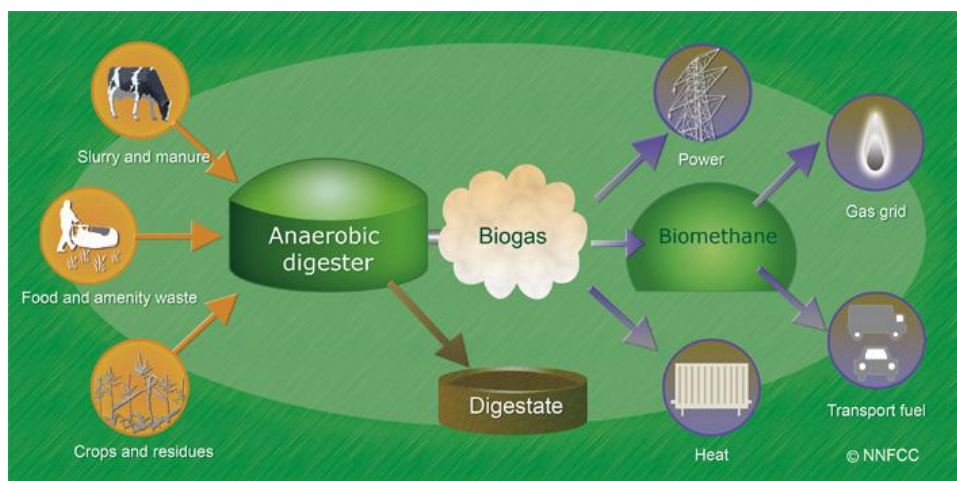 Slurry and manure
Food and amenity waste
Crops and residues
Anaerobic
digester
Biogas
Digestate
Power
Biomethane
Heat
Gas grid
Transport fuel
© NNFCC